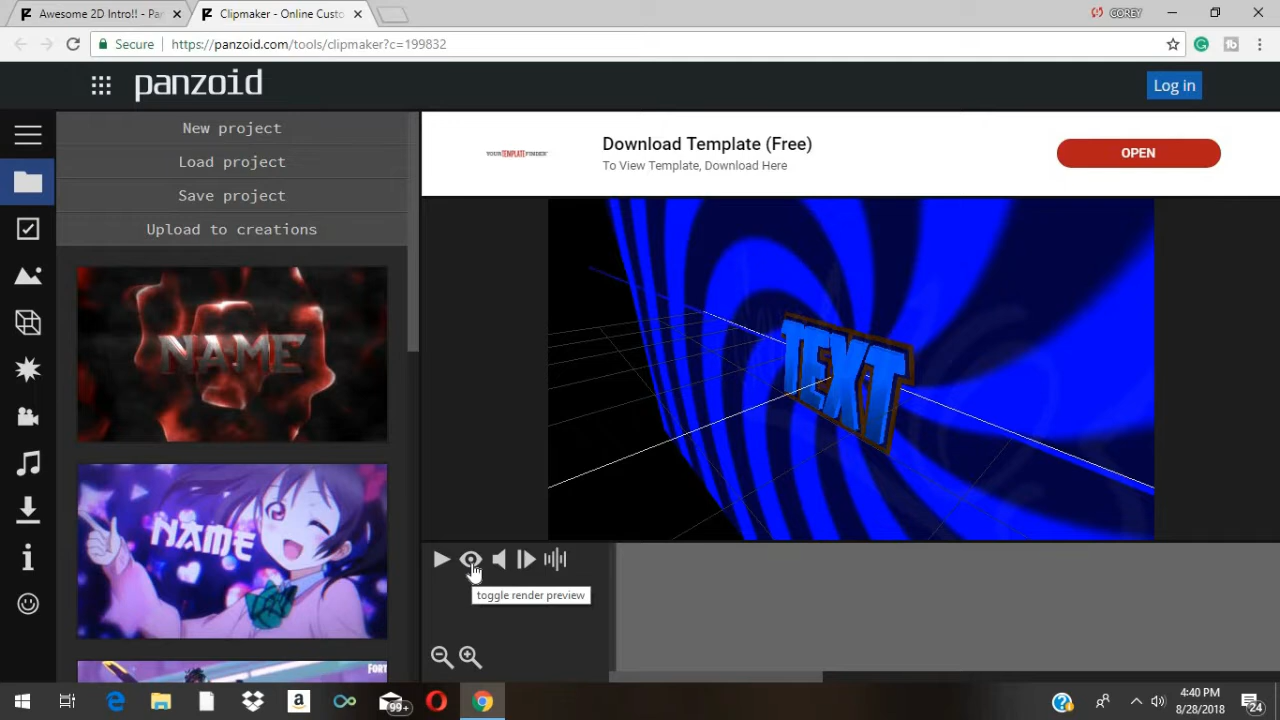 Awesome 2D Intro!! - Pa
Clipmaker - Online Custo
COREY
Secure
https://panzoid.com/tools/clipmaker?c=199832
panzoid
Log in
New project
Load project
Save project
Upload to creations
YOURTEMPLATEFINDER
Download Template (Free)
To View Template, Download Here
OPEN
NAME
TEXT
NAME
toggle render preview
FORT
99+
4:40 PM
8/28/2018
24